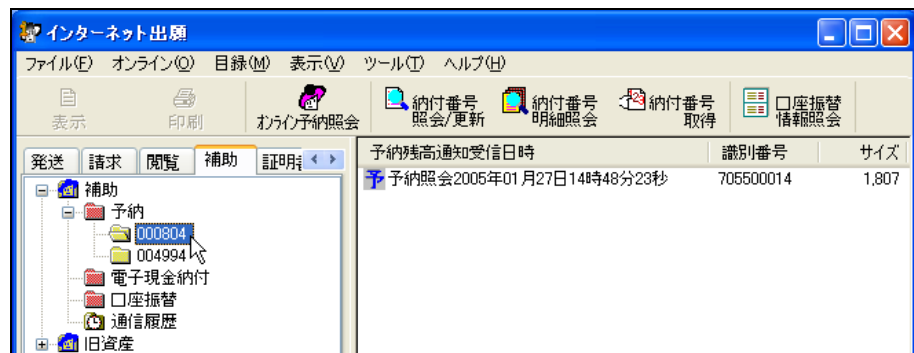 インターネット出願
ファイル(F) オンライン(O) 目録(M) 表示(V) ツール(T) ヘルプ(H)
表示
印刷
オンライン予納照会
納付番号
照会/更新
納付番号
明細照会
納付番号
取得
口座振替
情報照会
発送 請求 閲覧 補助
予納残高通知受信日時 識別番号 サイズ
予 予納照会2005年01月27日14時48分23秒 705500014 1,807
補助
予納
000804
004994
電子現金納付
口座振替
通信履歴
旧資産